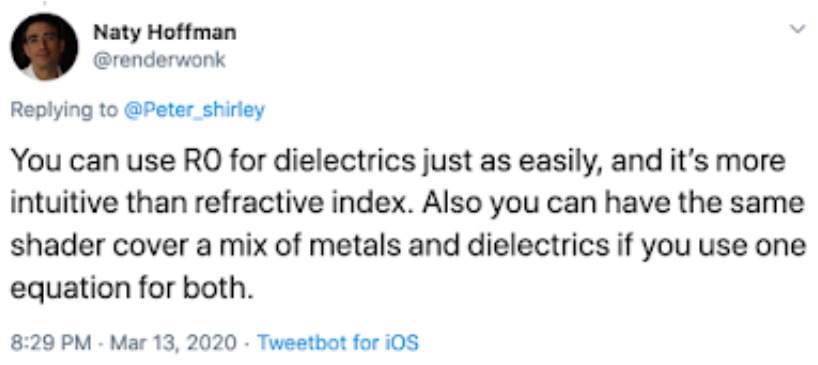 Naty Hoffman
@renderwonk
Replying to @Peter_shirley
You can use R0 for dielectrics just as easily, and it's more
intuitive than refractive index. Also you can have the same
shader cover a mix of metals and dielectrics if you use one
equation for both.
8:29 PM · Mar 13, 2020 · Tweetbot for iOS